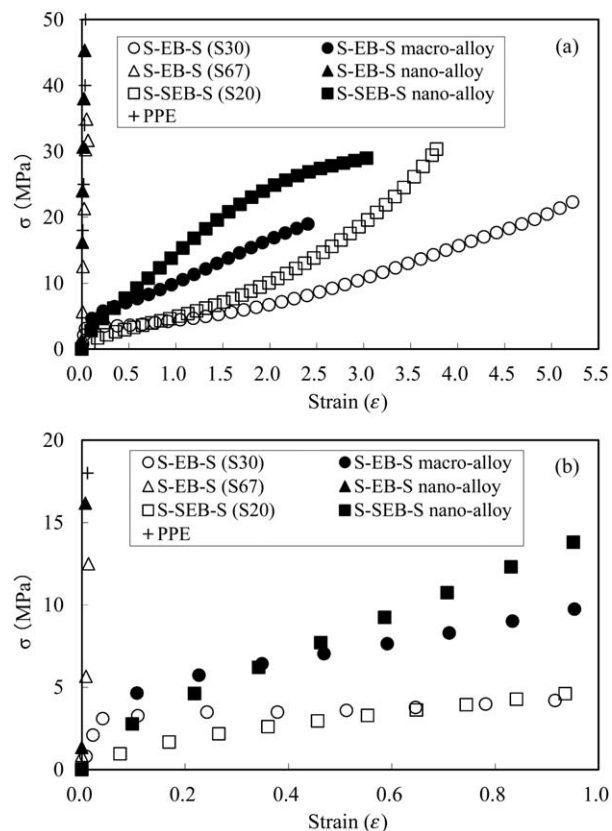 50
40
30
20
10
0
σ (MPa)
○ S-EB-S (S30) ● S-EB-S macro-alloy
△ S-EB-S (S67) ▲ S-EB-S nano-alloy
□ S-SEB-S (S20) ■ S-SEB-S nano-alloy
+ PPE
(a)
0.0 0.5 1.0 1.5 2.0 2.5 3.0 3.5 4.0 4.5 5.0 5.5
Strain (ε)
20
15
10
5
0
σ (MPa)
○ S-EB-S (S30) ● S-EB-S macro-alloy
△ S-EB-S (S67) ▲ S-EB-S nano-alloy
□ S-SEB-S (S20) ■ S-SEB-S nano-alloy
+ PPE
(b)
0.0 0.2 0.4 0.6 0.8 1.0
Strain (ε)